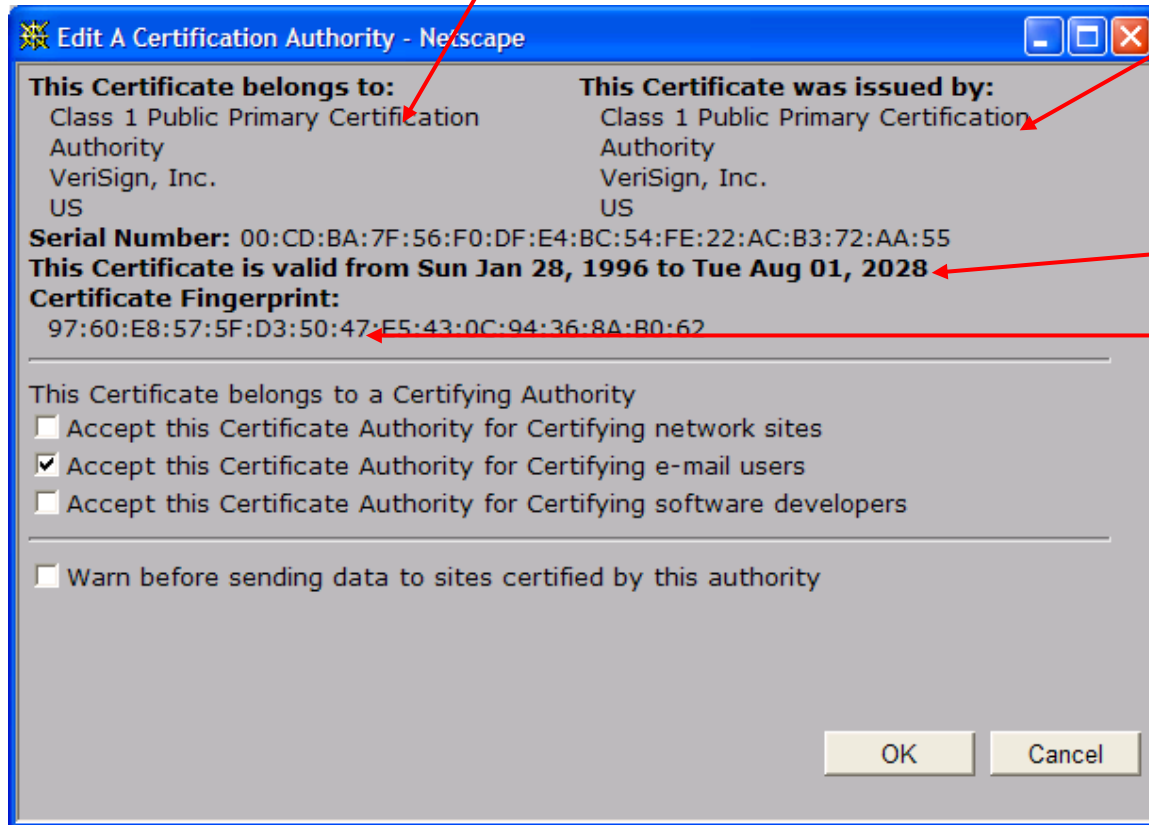 Edit A Certification Authority - Netscape
This Certificate belongs to: This Certificate was issued by:
Class 1 Public Primary Certification Class 1 Public Primary Certification
Authority Authority
VeriSign, Inc. VeriSign, Inc.
US US
Serial Number: 00:CD:BA:7F:56:F0:DF:E4:BC:54:FE:22:AC:B3:72:AA:55
This Certificate is valid from Sun Jan 28, 1996 to Tue Aug 01, 2028
Certificate Fingerprint:
97:60:E8:57:5F:D3:50:47:E5:43:0C:94:36:8A:B0:62
This Certificate belongs to a Certifying Authority
Accept this Certificate Authority for Certifying network sites
Accept this Certificate Authority for Certifying e-mail users
Accept this Certificate Authority for Certifying software developers
Warn before sending data to sites certified by this authority
OK Cancel